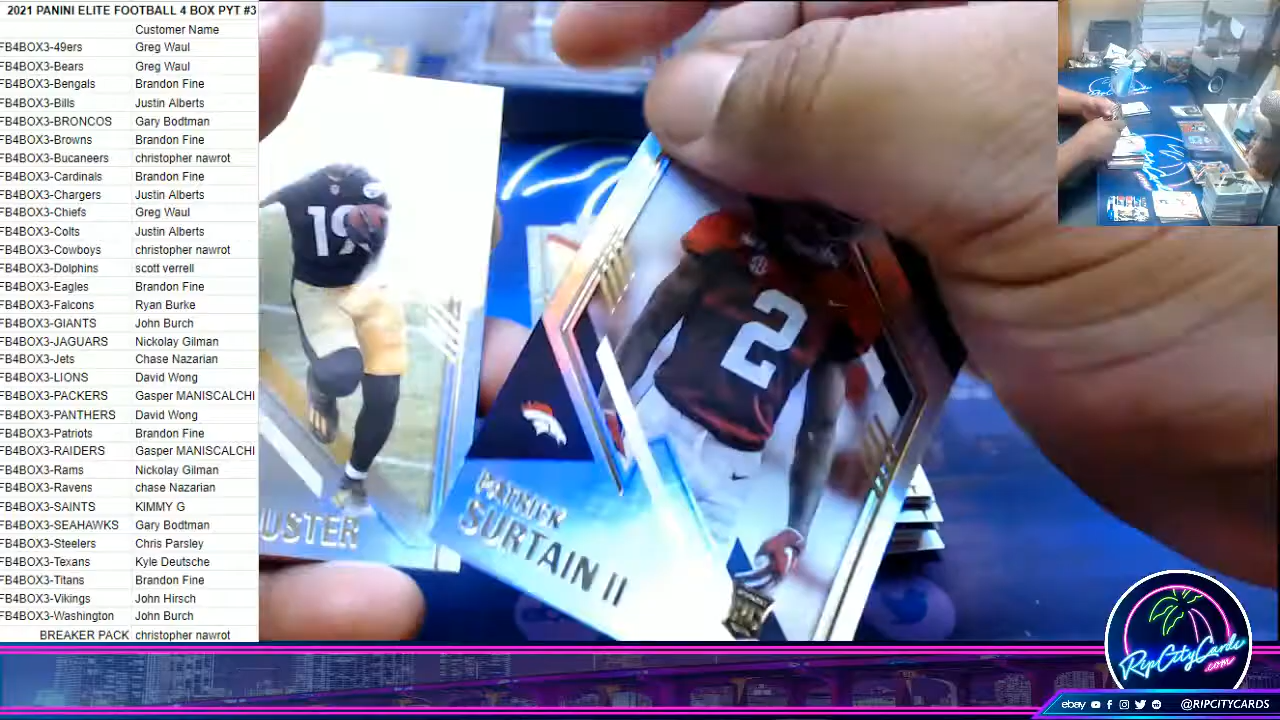 2021 PANINI ELITE FOOTBALL 4 BOX PYT #3
Customer Name
FB4BOX3-49ers Greg Waul
FB4BOX3-Bears Greg Waul
FB4BOX3-Bengals Brandon Fine
FB4BOX3-Bills Justin Alberts
FB4BOX3-BRONCOS Gary Bodtman
FB4BOX3-Browns Brandon Fine
FB4BOX3-Bucaneers christopher nawrot
FB4BOX3-Cardinals Brandon Fine
FB4BOX3-Chargers Justin Alberts
FB4BOX3-Chiefs Greg Waul
FB4BOX3-Colts Justin Alberts
FB4BOX3-Cowboys christopher nawrot
FB4BOX3-Dolphins scott verrell
FB4BOX3-Eagles Brandon Fine
FB4BOX3-Falcons Ryan Burke
FB4BOX3-GIANTS John Burch
FB4BOX3-JAGUARS Nickolay Gilman
FB4BOX3-Jets Chase Nazarian
FB4BOX3-LIONS David Wong
FB4BOX3-PACKERS Gasper MANISCALCHI
FB4BOX3-PANTHERS David Wong
FB4BOX3-Patriots Brandon Fine
FB4BOX3-RAIDERS Gasper MANISCALCHI
FB4BOX3-Rams Nickolay Gilman
FB4BOX3-Ravens chase Nazarian
FB4BOX3-SAINTS KIMMY G
FB4BOX3-SEAHAWKS Gary Bodtman
FB4BOX3-Steelers Chris Parsley
FB4BOX3-Texans Kyle Deutsche
FB4BOX3-Titans Brandon Fine
FB4BOX3-Vikings John Hirsch
FB4BOX3-Washington John Burch
BREAKER PACK christopher nawrot
19
USTER
2
PATRICK
SURTAIN II
RipCityCards
.com
ebay @RIPCITYCARDS